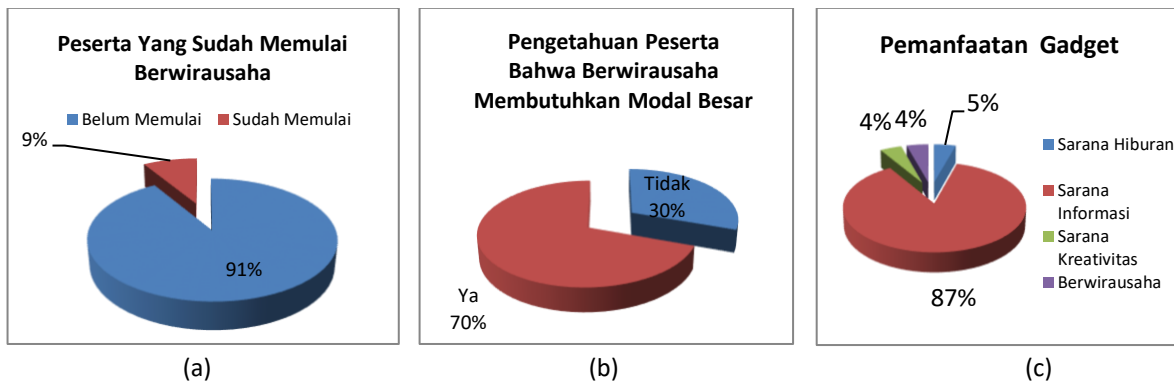 Peserta Yang Sudah Memulai
Berwirausaha
Belum Memulai Sudah Memulai
9%
91%
(a)
Pengetahuan Peserta
Bahwa Berwirausaha
Membutuhkan Modal Besar
Tidak
30%
Ya
70%
(b)
Pemanfaatan Gadget
4% 4% 5%
Sarana Hiburan
Sarana
Informasi
Sarana
Kreativitas
Berwirausaha
87%
(c)